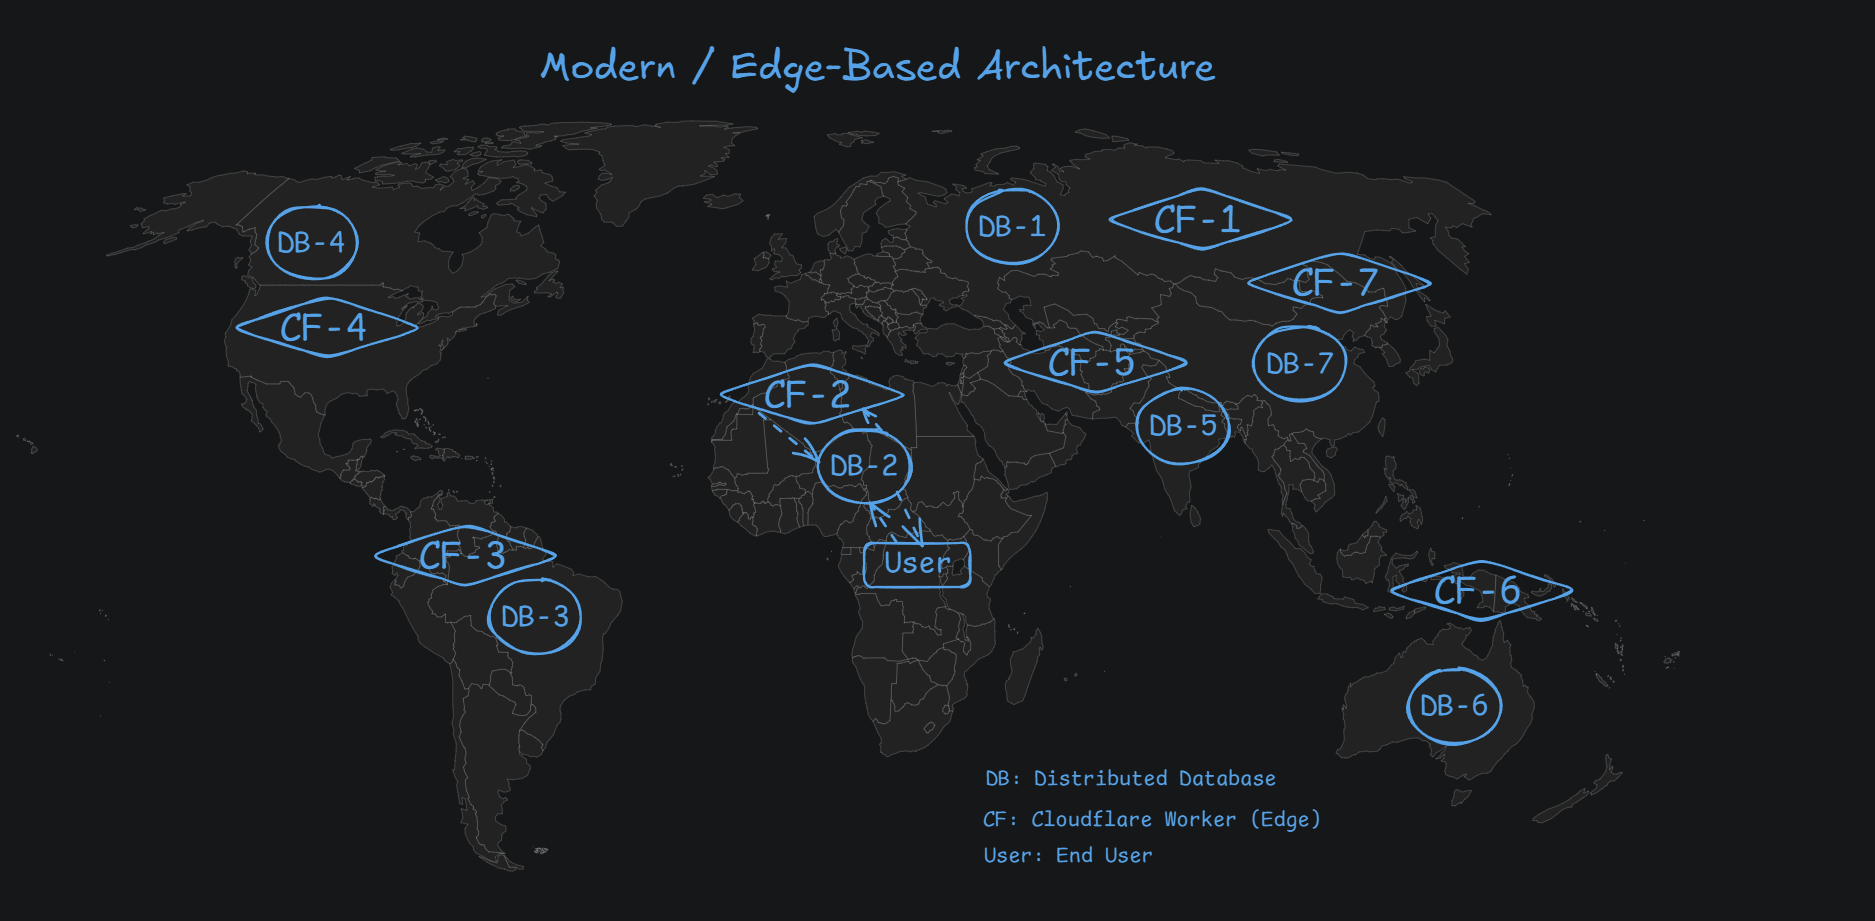 Modern / Edge-Based Architecture
DB-4
DB-1
CF-1
CF-7
CF-4
CF-5
DB-7
CF-2
DB-5
DB-2
CF-3
User
CF-6
DB-3
DB-6
DB: Distributed Database
CF: Cloudflare Worker (Edge)
User: End User